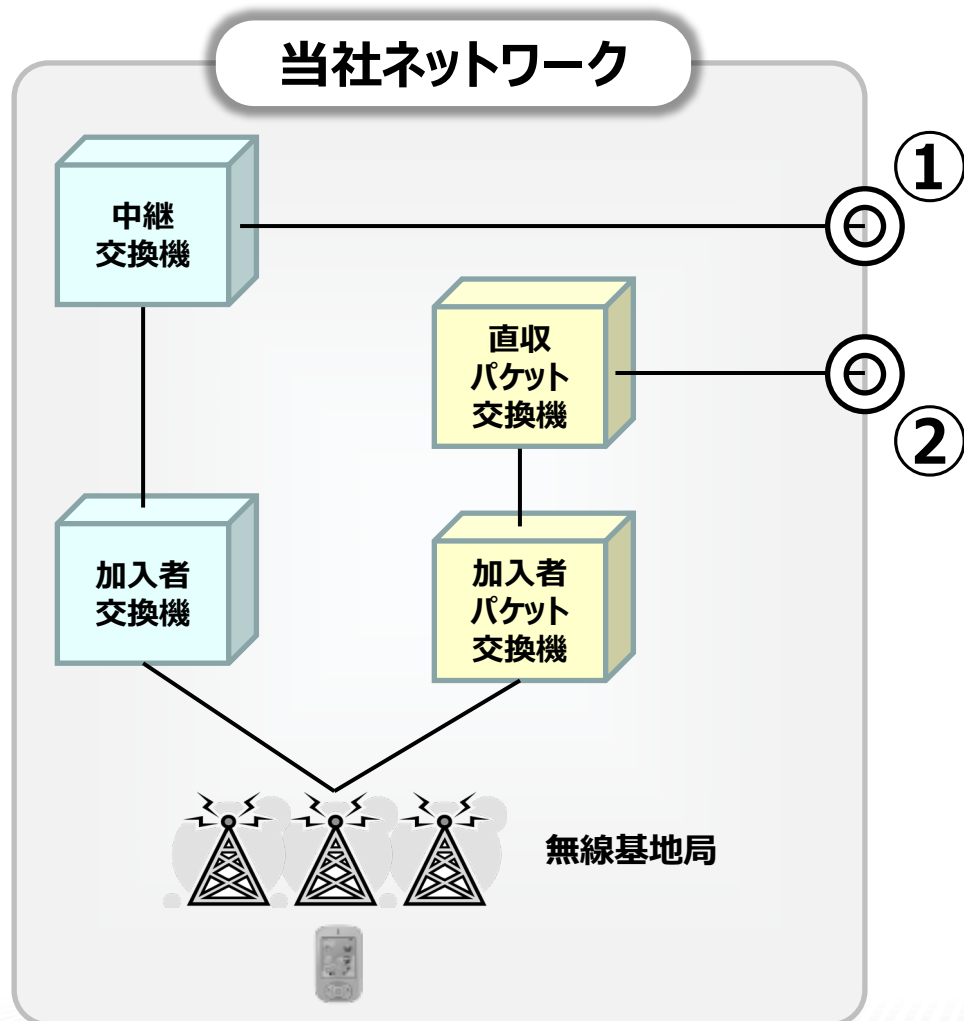 当社ネットワーク
①
中継
交換機
直収
パケット
交換機
②
加入者
交換機
加入者
パケット
交換機
無線基地局